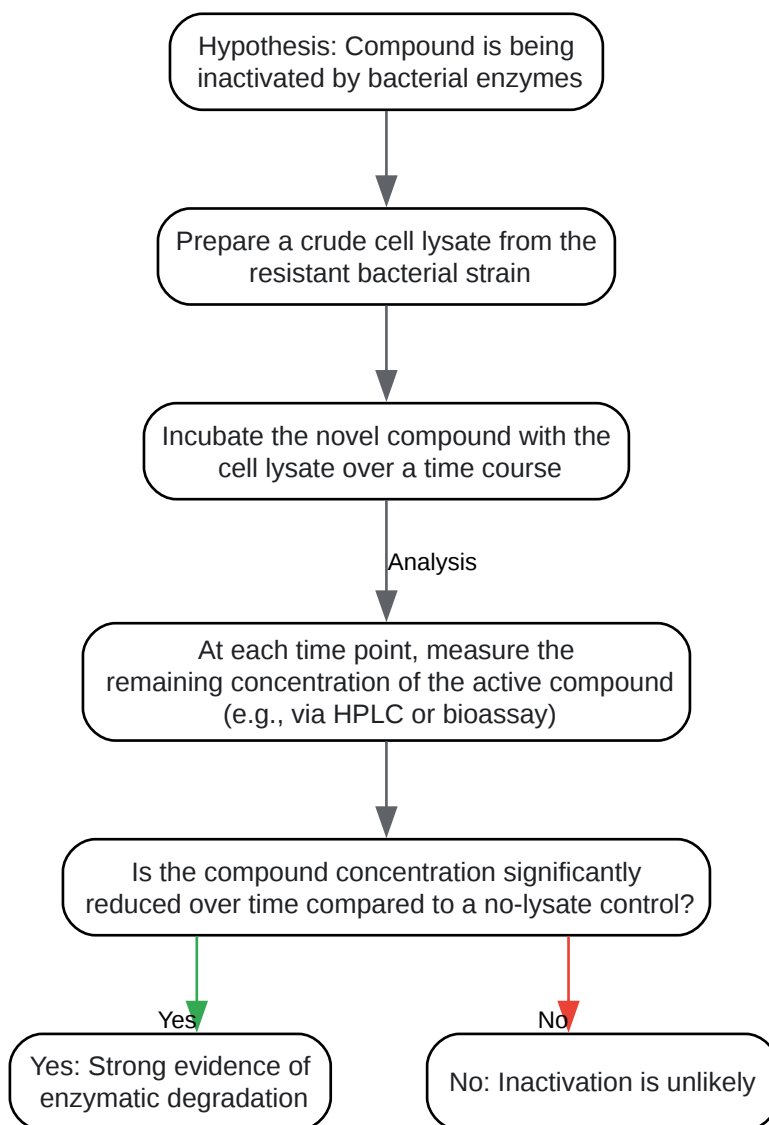 Hypothesis: Compound is being
inactivated by bacterial enzymes
Prepare a crude cell lysate from the
resistant bacterial strain
Incubate the novel compound with the
cell lysate over a time course
Analysis
At each time point, measure the
remaining concentration of the active compound
(e.g., via HPLC or bioassay)
Is the compound concentration significantly
reduced over time compared to a no-lysate control?
Yes
No
Yes: Strong evidence of
enzymatic degradation
No: Inactivation is unlikely